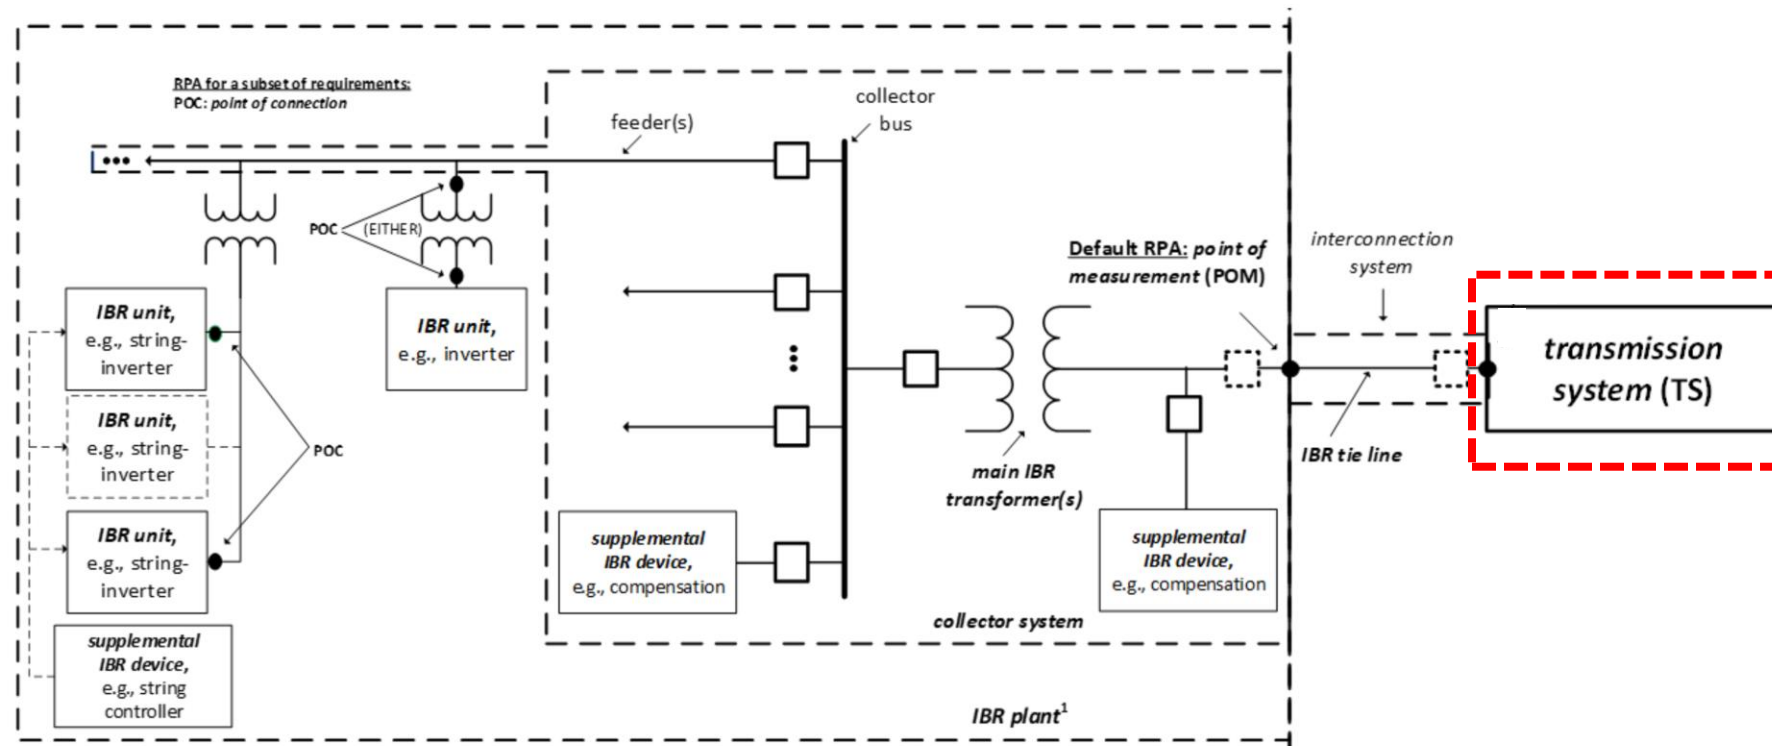 RPA for a subset of requirements:
POC: point of connection
feeder(s)
collector
bus
POC
(EITHER)
IBR unit,
e.g., string-
inverter
IBR unit,
e.g., inverter
IBR unit,
e.g., string-
inverter
POC
IBR unit,
e.g., string-
inverter
supplemental
IBR device,
e.g., string
controller
supplemental
IBR device,
e.g., compensation
main IBR
transformer(s)
Default RPA: point of
measurement (POM)
supplemental
IBR device,
e.g., compensation
collector system
IBR plant¹
interconnection
system
IBR tie line
transmission
system (TS)